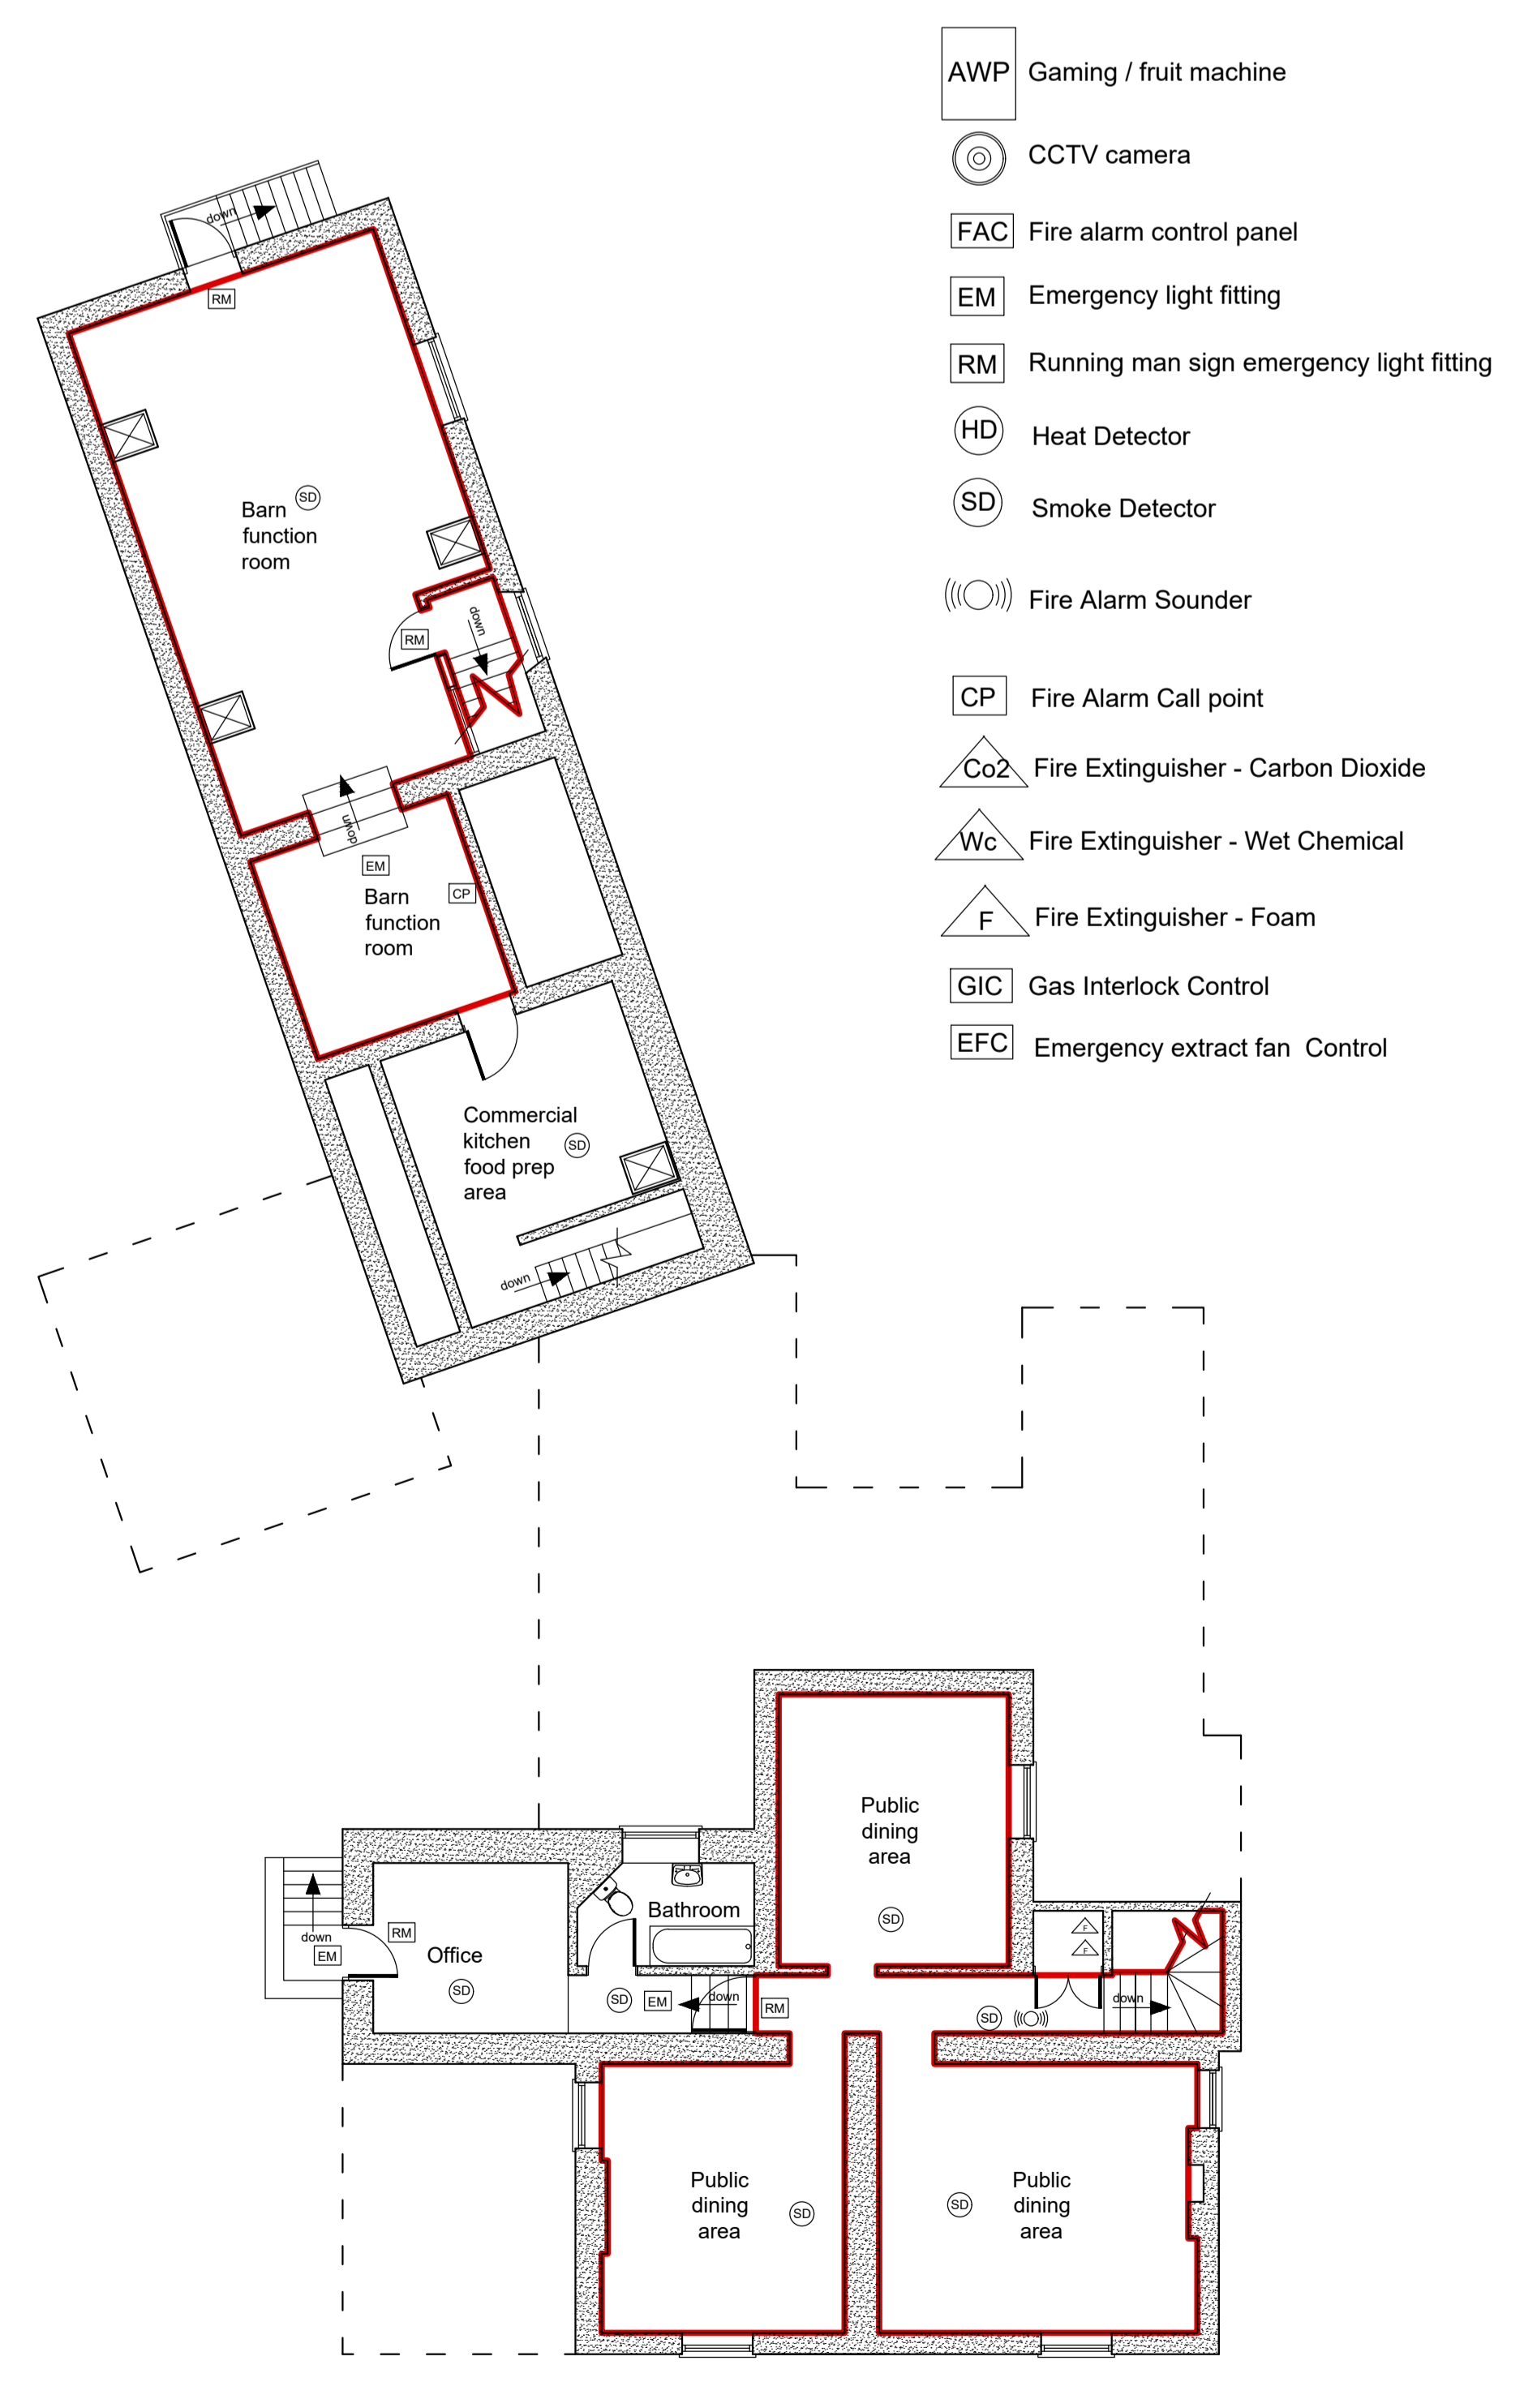 AWP Gaming / fruit machine
CCTV camera
FAC Fire alarm control panel
EM Emergency light fitting
RM Running man sign emergency light fitting
HD Heat Detector
SD Smoke Detector
Fire Alarm Sounder
CP Fire Alarm Call point
Co2 Fire Extinguisher - Carbon Dioxide
Wc Fire Extinguisher - Wet Chemical
F Fire Extinguisher - Foam
GIC Gas Interlock Control
EFC Emergency extract fan Control
down
RM
SD
Barn
function
room
down
RM
down
EM
CP
Barn
function
room
Commercial
kitchen
food prep
area
SD
down
Public
dining
area
SD
Bathroom
F
F
RM
down
EM
Office
SD
SD
EM
down
RM
SD
down
Public
dining
area
SD
SD
Public
dining
area